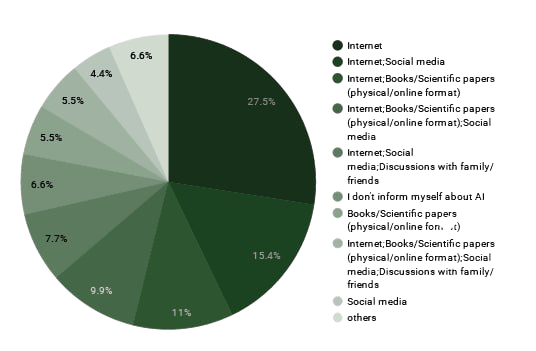 6.6%
4.4%
5.5%
5.5%
6.6%
7.7%
9.9%
11%
15.4%
27.5%
Internet
Internet;Social media
Internet;Books/Scientific papers
(physical/online format)
Internet;Books/Scientific papers
(physical/online format);Social
media
Internet;Social
media;Discussions with family/
friends
I don't inform myself about AI
Books/Scientific papers
(physical/online
Internet;Books/Scientific papers
(physical/online format);Social
media;Discussions with family/
friends
Social media
others